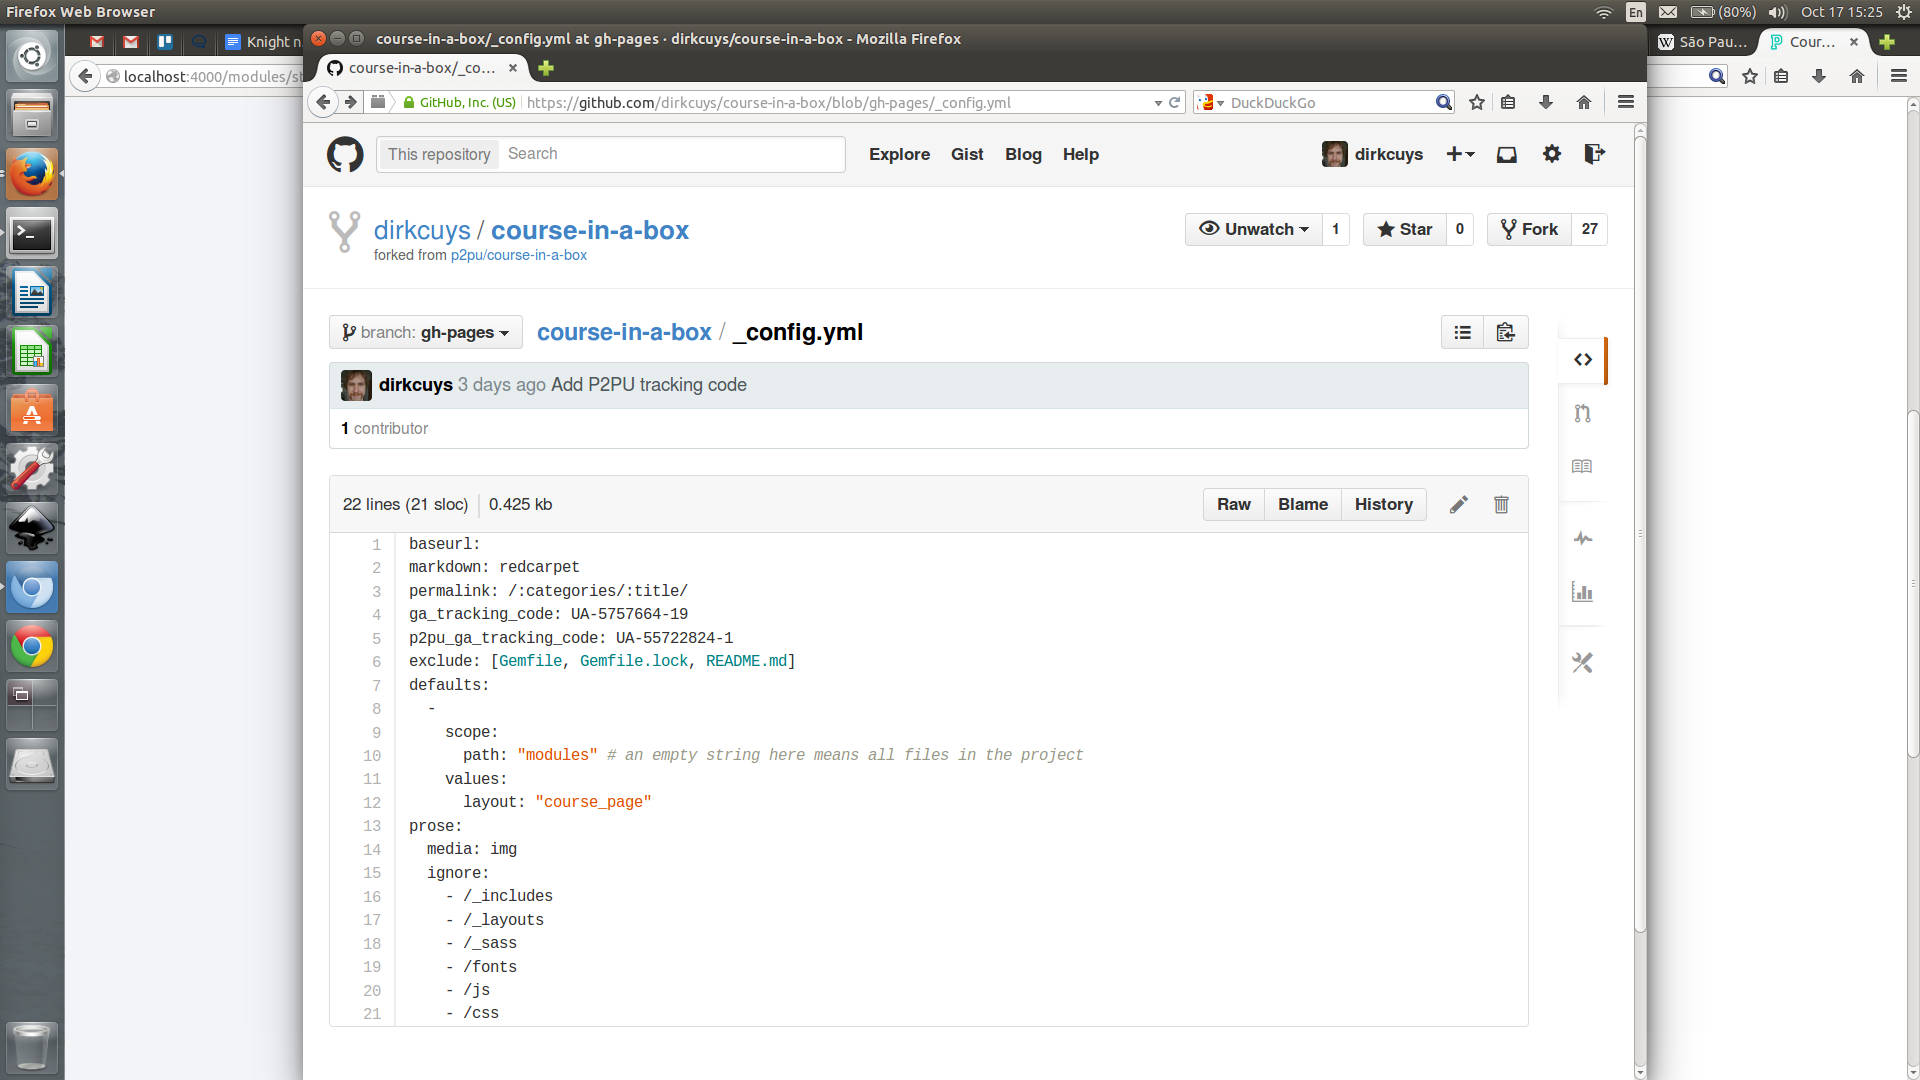 Firefox Web Browser
En
(80%)
Oct 17 15:25
Knight n
course-in-a-box/_config.yml at gh-pages · dirkcuys/course-in-a-box - Mozilla Firefox
São Pau...
Cour...
localhost:4000/modules/st
course-in-a-box/_co...
GitHub, Inc. (US)
https://github.com/dirkcuys/course-in-a-box/blob/gh-pages/_config.yml
DuckDuckGo
This repository
Search
Explore
Gist
Blog
Help
dirkcuys
dirkcuys / course-in-a-box
forked from p2pu/course-in-a-box
Unwatch
1
Star
0
Fork
27
branch: gh-pages
course-in-a-box / _config.yml
dirkcuys 3 days ago Add P2PU tracking code
1 contributor
22 lines (21 sloc)
0.425 kb
Raw
Blame
History
1 baseurl:
2 markdown: redcarpet
3 permalink: /:categories/:title/
4 ga_tracking_code: UA-5757664-19
5 p2pu_ga_tracking_code: UA-55722824-1
6 exclude: [Gemfile, Gemfile.lock, README.md]
7 defaults:
8 -
9 scope:
10 path: "modules" # an empty string here means all files in the project
11 values:
12 layout: "course_page"
13 prose:
14 media: img
15 ignore:
16 - /_includes
17 - /_layouts
18 - /_sass
19 - /fonts
20 - /js
21 - /css